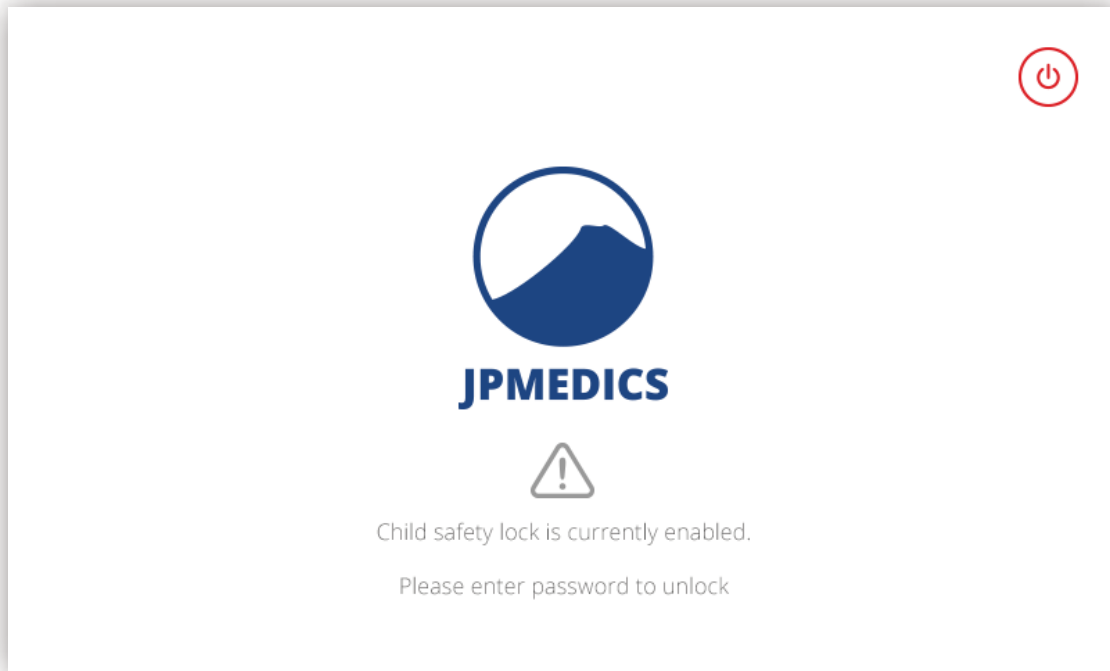 JPMEDICS
Child safety lock is currently enabled.
Please enter password to unlock